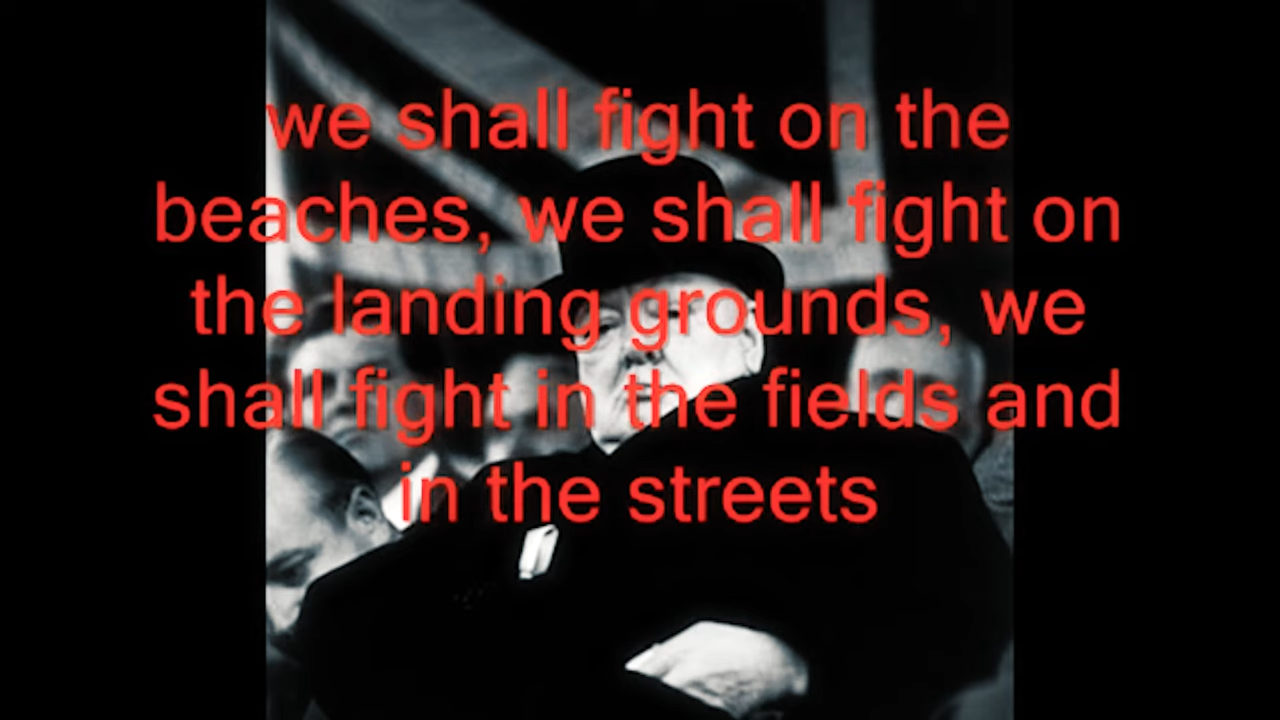 we shall fight on the
beaches, we shall fight on
the landing grounds, we
shall fight in the fields and
in the streets